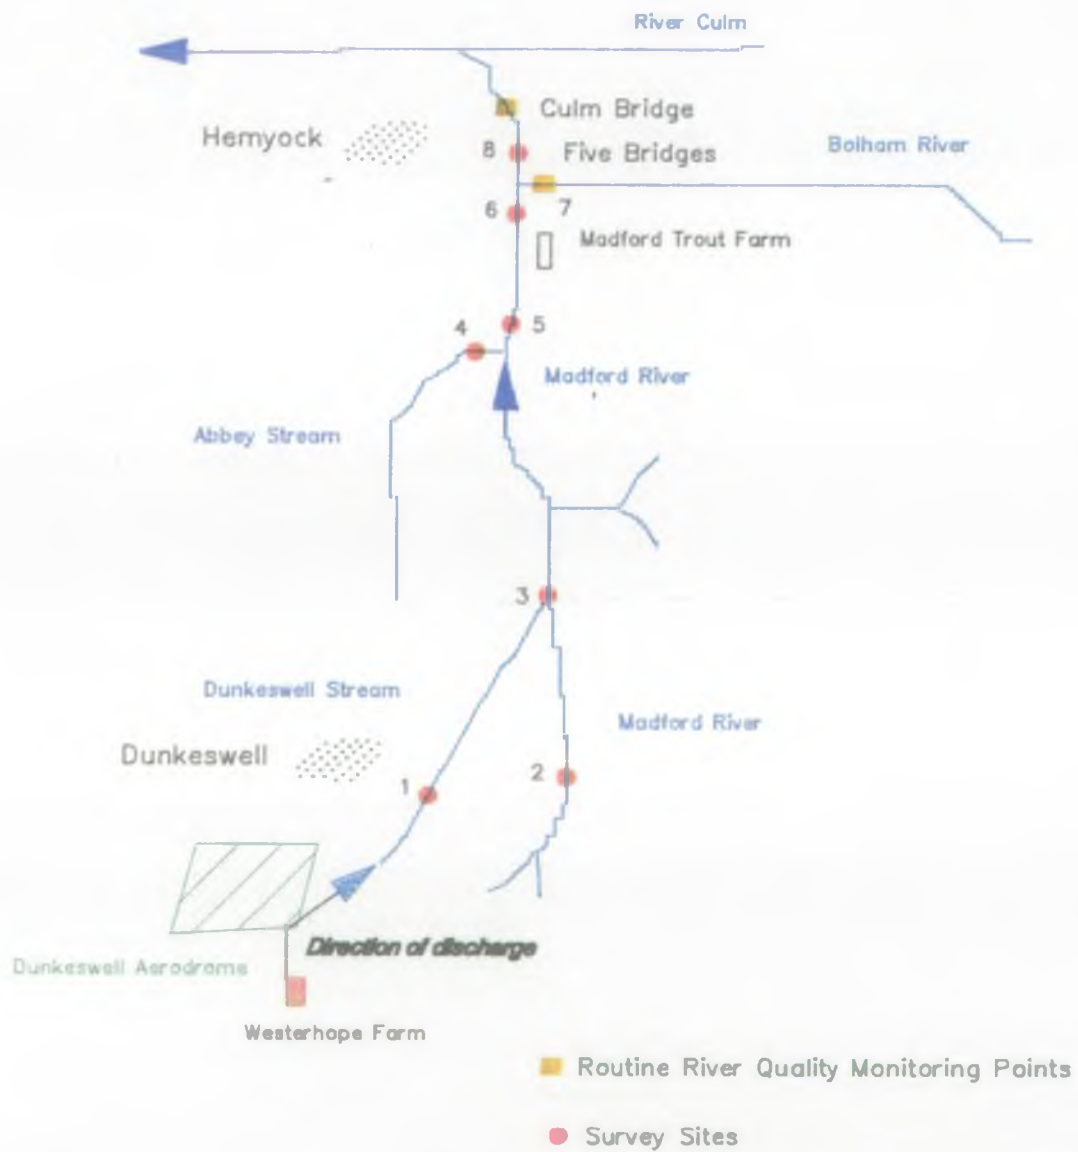 River Culm
Culm Bridge
Hemyock
8
Five Bridges
Bolham River
6
7
Madford Trout Farm
4
5
Madford River
Abbey Stream
3
Dunkeswell Stream
Madford River
Dunkeswell
2
1
Direction of discharge
Dunkeswell Aerodrome
Westerhope Farm
Routine River Quality Monitoring Points
Survey Sites